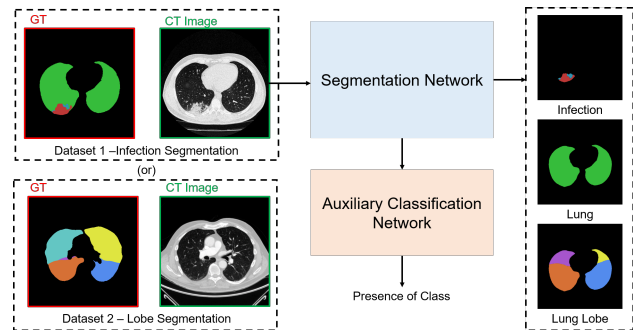 GT
CT Image
Dataset 1 –Infection Segmentation
(or)
GT
CT Image
Dataset 2 – Lobe Segmentation
Segmentation Network
Auxiliary Classification
Network
Presence of Class
Infection
Lung
Lung Lobe